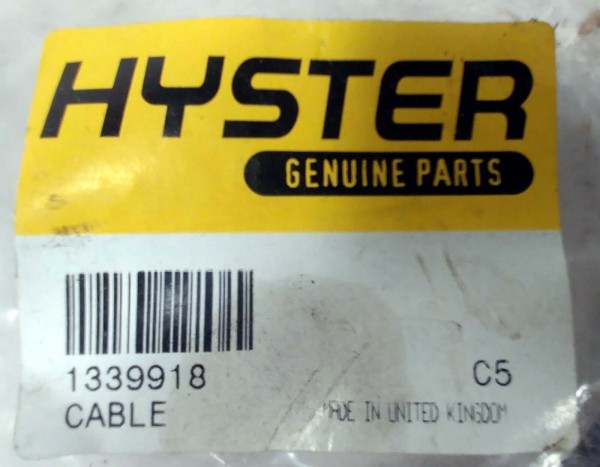 HYSTER
GENUINE PARTS
1339918 C5
CABLE MADE IN UNITED KINGDOM